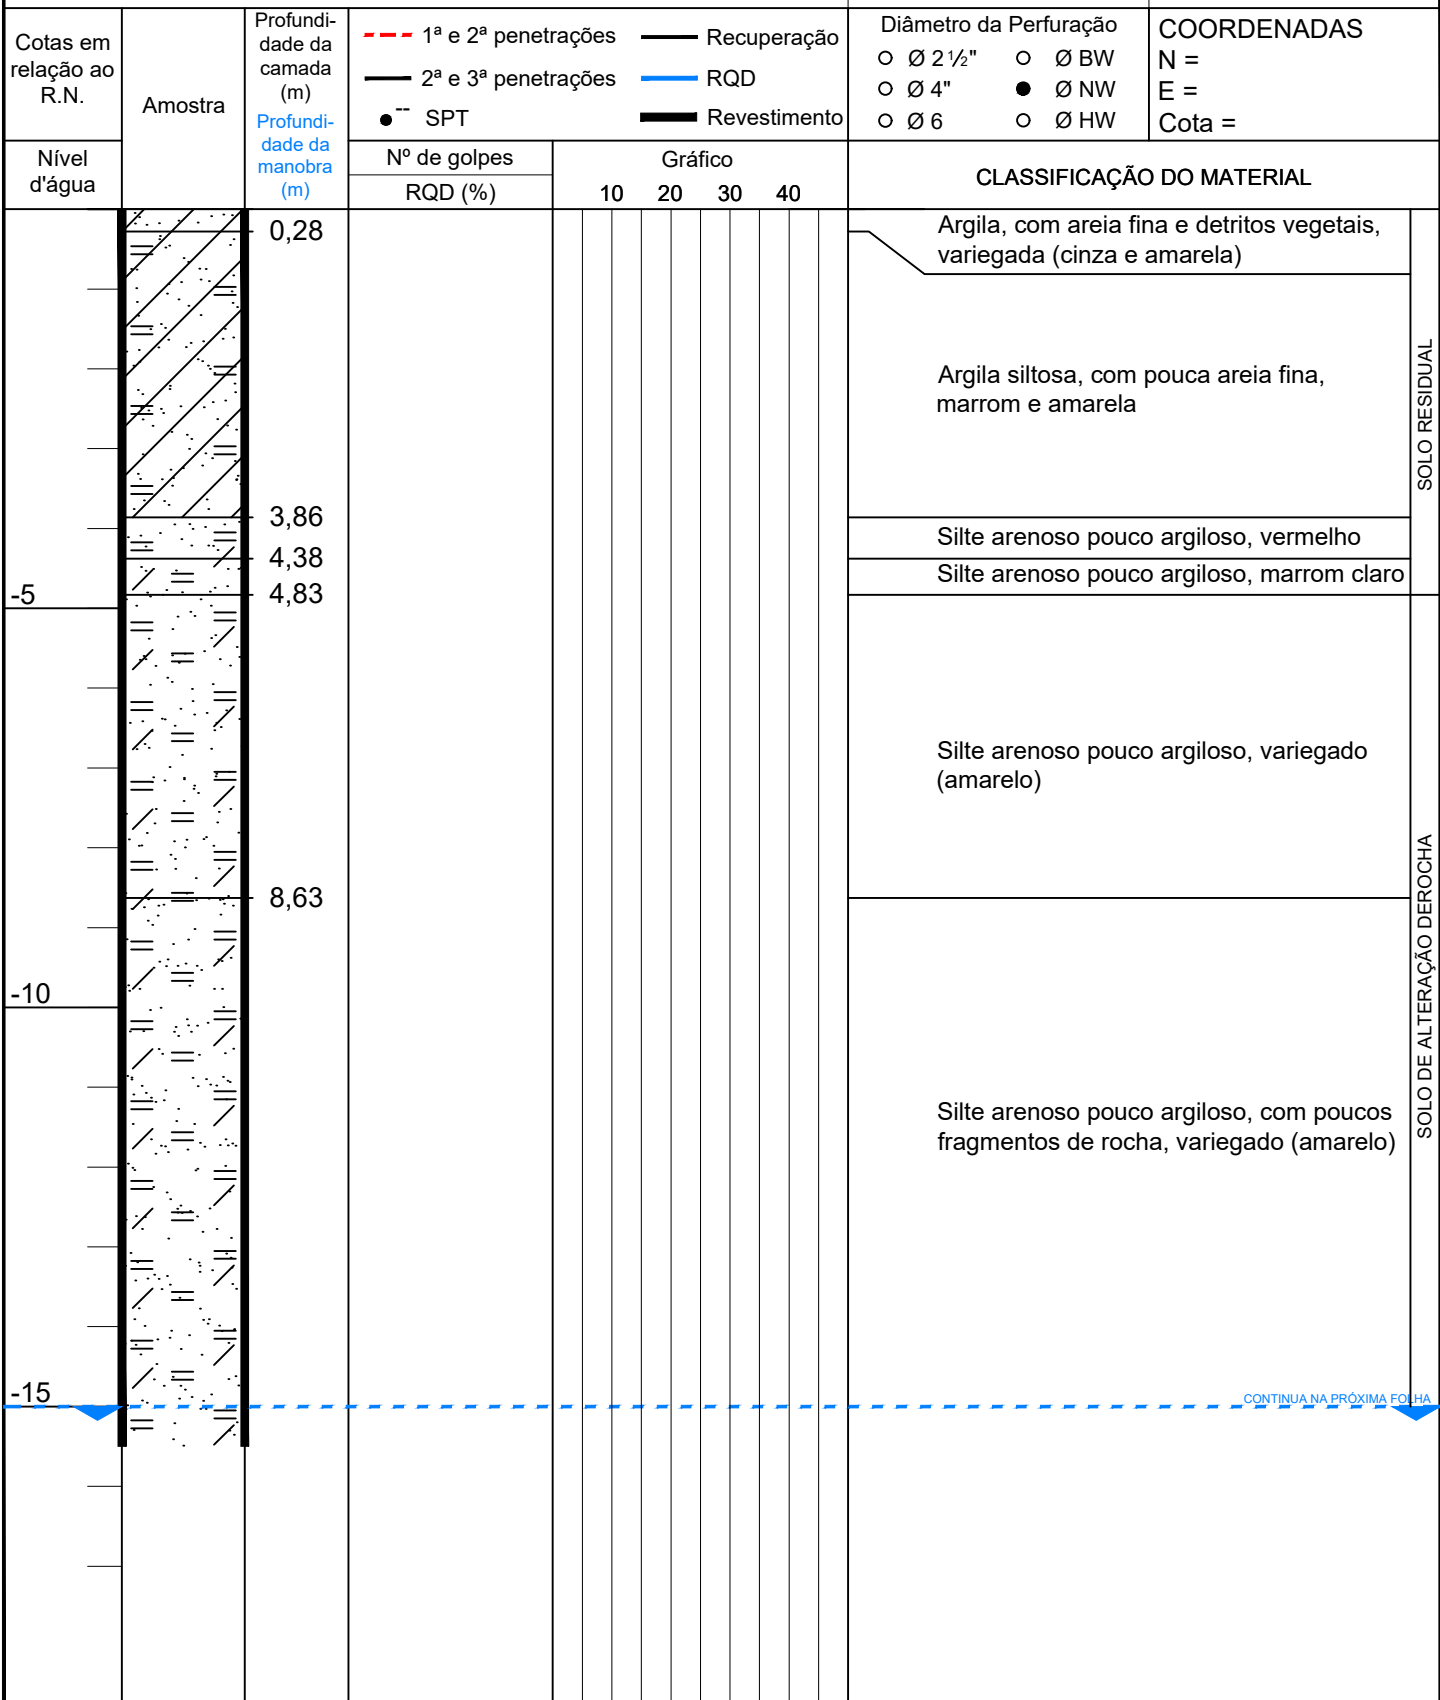 Cotas em
relação ao
R.N.
Nível
d'água
Amostra
Profundi-
dade da
camada
(m)
Profundi-
dade da
manobra
(m)
1ª e 2ª penetrações
Recuperação
2ª e 3ª penetrações
RQD
SPT
Revestimento
Nº de golpes
RQD (%)
Gráfico
10 20 30 40
Diâmetro da Perfuração
Ø 2 ½" Ø BW
Ø 4" Ø NW
Ø 6 Ø HW
COORDENADAS
N =
E =
Cota =
CLASSIFICAÇÃO DO MATERIAL
0,28
Argila, com areia fina e detritos vegetais,
variegada (cinza e amarela)
Argila siltosa, com pouca areia fina,
marrom e amarela
SOLO RESIDUAL
3,86
Silte arenoso pouco argiloso, vermelho
4,38
Silte arenoso pouco argiloso, marrom claro
4,83
-5
Silte arenoso pouco argiloso, variegado
(amarelo)
8,63
SOLO DE ALTERAÇÃO DEROCHA
-10
Silte arenoso pouco argiloso, com poucos
fragmentos de rocha, variegado (amarelo)
-15
CONTINUA NA PRÓXIMA FOLHA